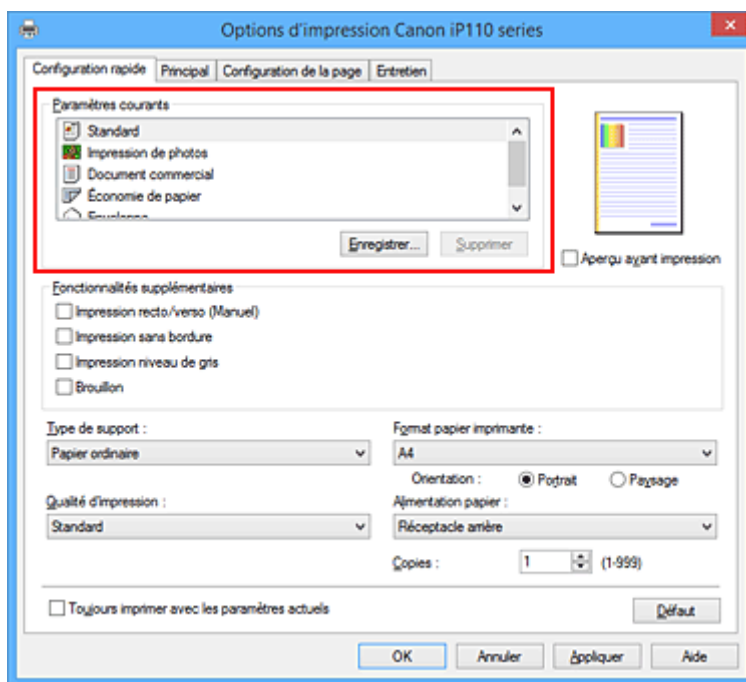 Options d'impression Canon iP110 series
Configuration rapide Principal Configuration de la page Entretien
Paramètres courants
Standard
Impression de photos
Document commercial
Économie de papier
Enregistrer... Supprimer
Aperçu avant impression
Fonctionnalités supplémentaires
Impression recto/verso (Manuel)
Impression sans bordure
Impression niveau de gris
Brouillon
Type de support : Format papier imprimante :
Papier ordinaire A4
Orientation : Portrait Paysage
Qualité d'impression : Alimentation papier :
Standard Réceptacle arrière
Copies : 1 (1-999)
Toujours imprimer avec les paramètres actuels Défaut
OK Annuler Appliquer Aide